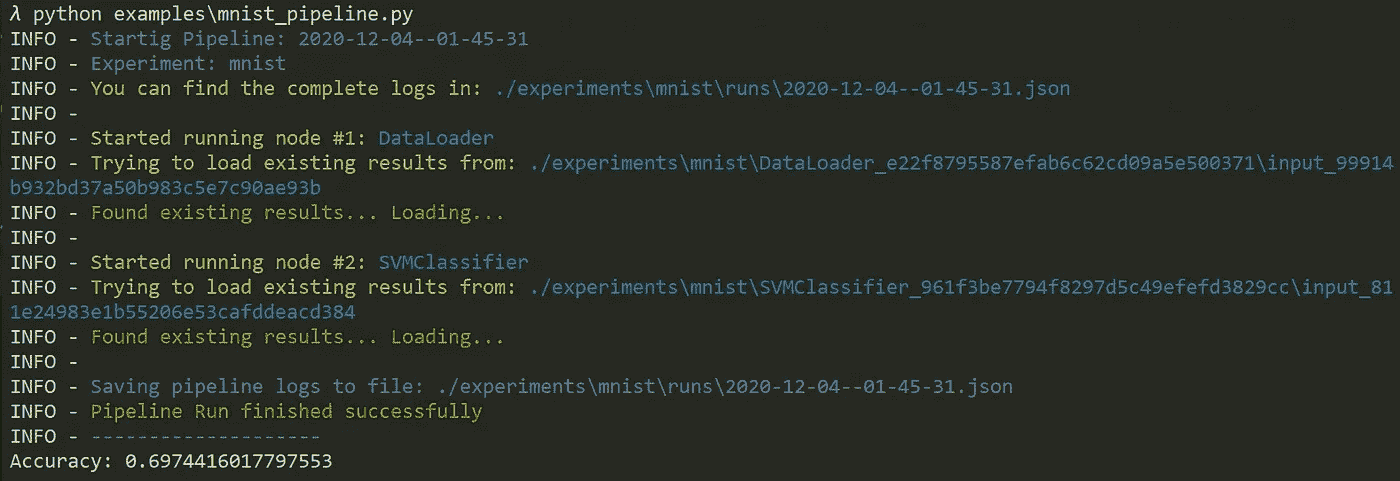 λ python examples\mnist_pipeline.py
INFO - Startig Pipeline: 2020-12-04--01-45-31
INFO - Experiment: mnist
INFO - You can find the complete logs in: ./experiments\mnist\runs\2020-12-04--01-45-31.json
INFO -
INFO - Started running node #1: DataLoader
INFO - Trying to load existing results from: ./experiments\mnist\DataLoader_e22f8795587efab6c62cd09a5e500371\input_99914
b932bd37a50b983c5e7c90ae93b
INFO - Found existing results... Loading...
INFO -
INFO - Started running node #2: SVMClassifier
INFO - Trying to load existing results from: ./experiments\mnist\SVMClassifier_961f3be7794f8297d5c49efefd3829cc\input_81
1e24983e1b55206e53cafddeacd384
INFO - Found existing results... Loading...
INFO -
INFO - Saving pipeline logs to file: ./experiments\mnist\runs\2020-12-04--01-45-31.json
INFO - Pipeline Run finished successfully
INFO - --------------------
Accuracy: 0.6974416017797553